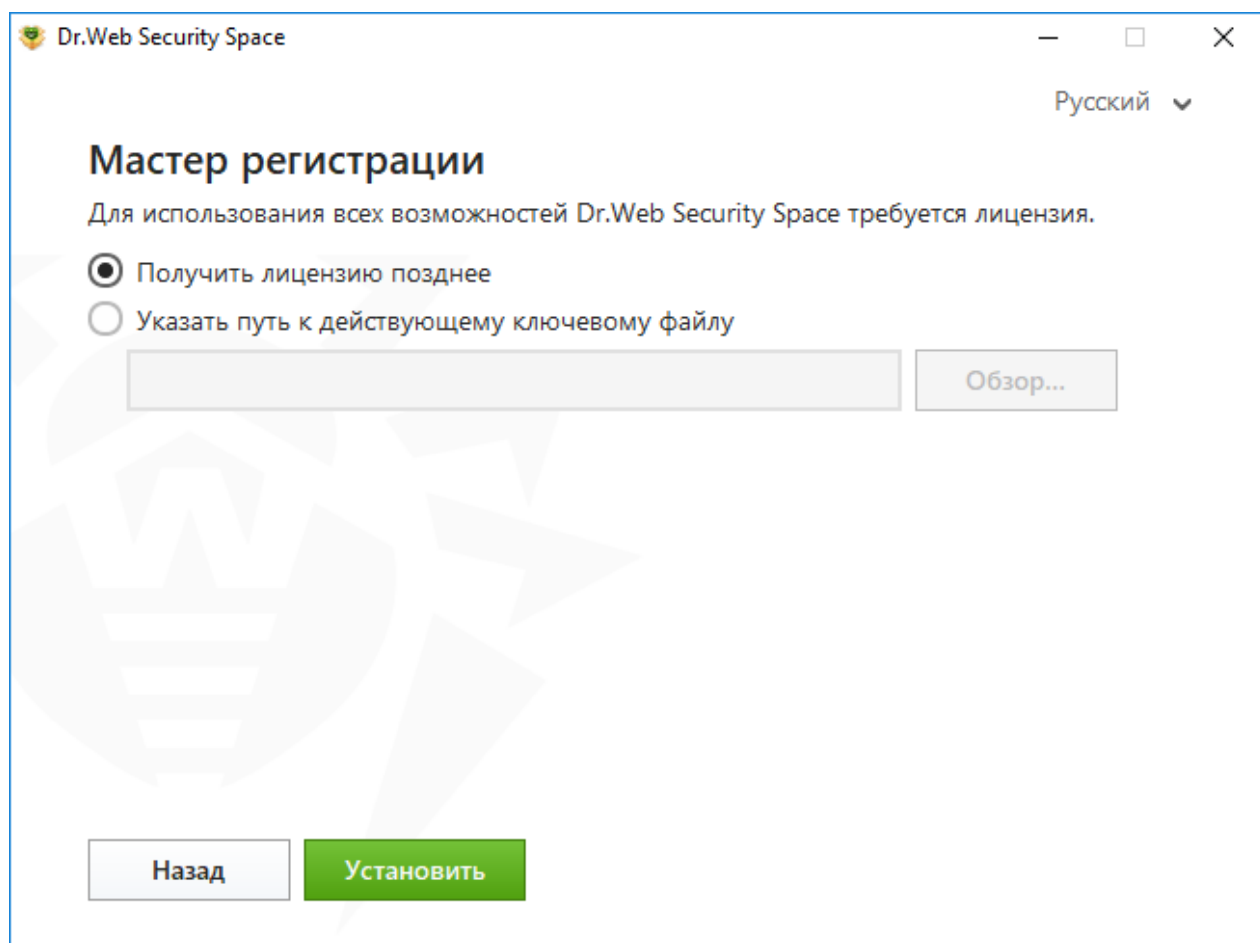 Dr.Web Security Space
Русский
Мастер регистрации
Для использования всех возможностей Dr.Web Security Space требуется лицензия.
Получить лицензию позднее
Указать путь к действующему ключевому файлу
Обзор...
Назад
Установить